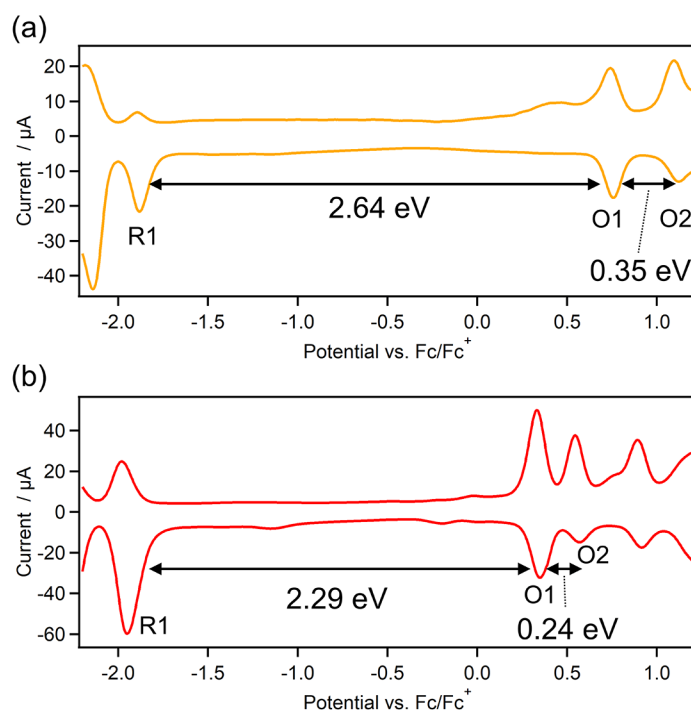 (a)
20
10
0
-10
-20
-30
-40
Current / µA
2.64 eV
R1
O1
O2
0.35 eV
-2.0
-1.5
-1.0
-0.5
0.0
0.5
1.0
Potential vs. Fc/Fc⁺
(b)
40
20
0
-20
-40
-60
Current / µA
O2
2.29 eV
O1
R1
0.24 eV
-2.0
-1.5
-1.0
-0.5
0.0
0.5
1.0
Potential vs. Fc/Fc⁺